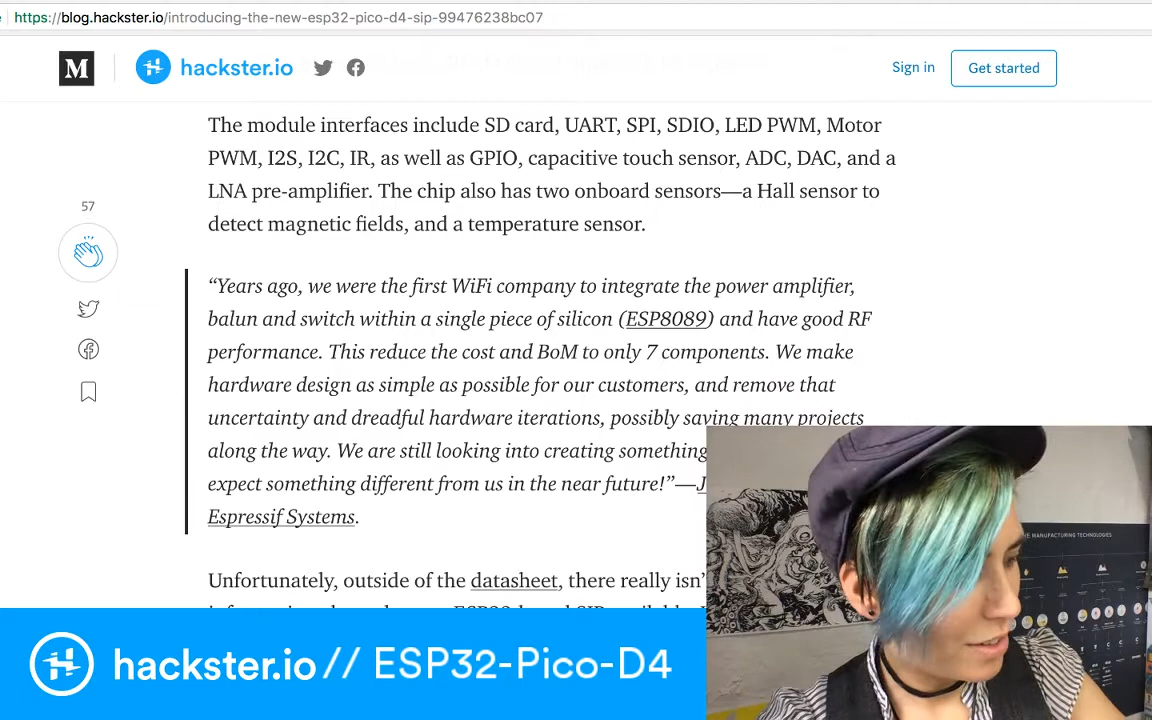 https://blog.hackster.io/introducing-the-new-esp32-pico-d4-sip-99476238bc07
M
hackster.io
Sign in
Get started
The module interfaces include SD card, UART, SPI, SDIO, LED PWM, Motor
PWM, I2S, I2C, IR, as well as GPIO, capacitive touch sensor, ADC, DAC, and a
LNA pre-amplifier. The chip also has two onboard sensors—a Hall sensor to
detect magnetic fields, and a temperature sensor.
57
“Years ago, we were the first WiFi company to integrate the power amplifier,
balun and switch within a single piece of silicon (ESP8089) and have good RF
performance. This reduce the cost and BoM to only 7 components. We make
hardware design as simple as possible for our customers, and remove that
uncertainty and dreadful hardware iterations, possibly saving many projects
along the way. We are still looking into creating something
expect something different from us in the near future!”—J
Espressif Systems.
Unfortunately, outside of the datasheet, there really isn’
hackster.io // ESP32-Pico-D4
MANUFACTURING TECHNOLOGIES